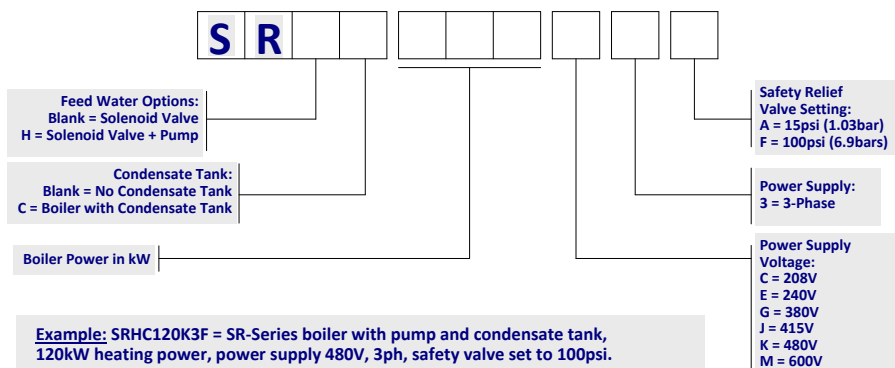 S R
Feed Water Options:
Blank = Solenoid Valve
H = Solenoid Valve + Pump
Condensate Tank:
Blank = No Condensate Tank
C = Boiler with Condensate Tank
Boiler Power in kW
Safety Relief
Valve Setting:
A = 15psi (1.03bar)
F = 100psi (6.9bars)
Power Supply:
3 = 3-Phase
Power Supply
Voltage:
C = 208V
E = 240V
G = 380V
J = 415V
K = 480V
M = 600V
Example: SRHC120K3F = SR-Series boiler with pump and condensate tank,
120kW heating power, power supply 480V, 3ph, safety valve set to 100psi.